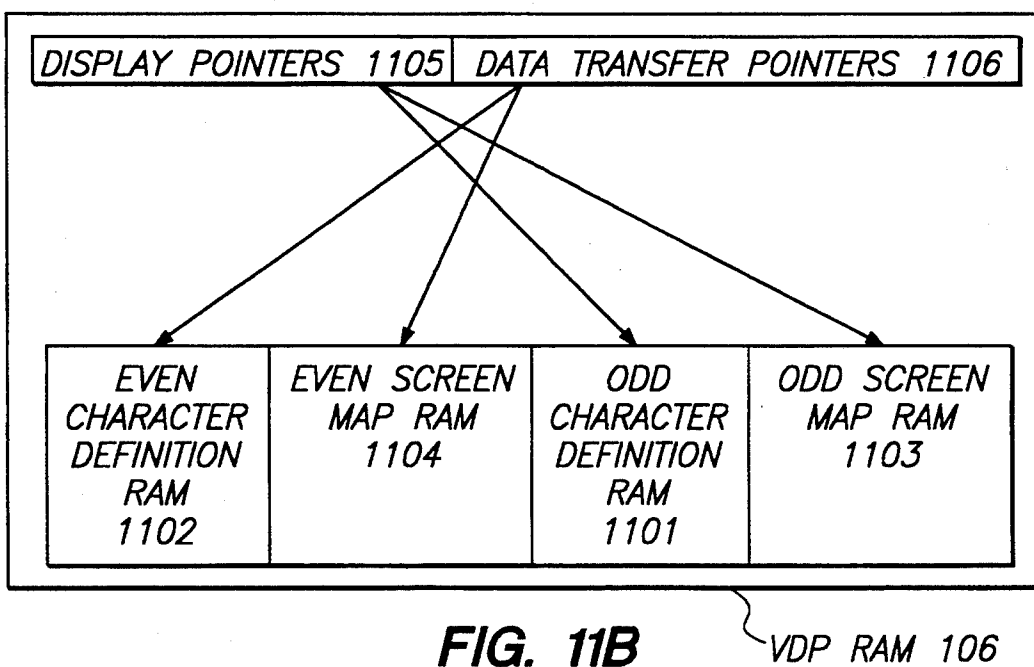 DISPLAY POINTERS 1105
DATA TRANSFER POINTERS 1106
EVEN
CHARACTER
DEFINITION
RAM
1102
EVEN SCREEN
MAP RAM
1104
ODD
CHARACTER
DEFINITION
RAM
1101
ODD SCREEN
MAP RAM
1103
FIG. 11B
VDP RAM 106